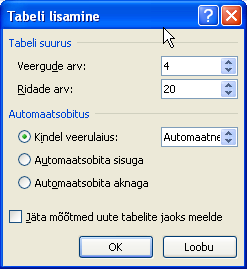 Tabeli lisamine
Tabeli suurus
Veergude arv: 4
Ridade arv: 20
Automaatsobitus
Kindel veerulaius: Automaatne
Automaatsobita sisuga
Automaatsobita aknaga
Jäta mõõtmed uute tabelite jaoks meelde
OK Loobu